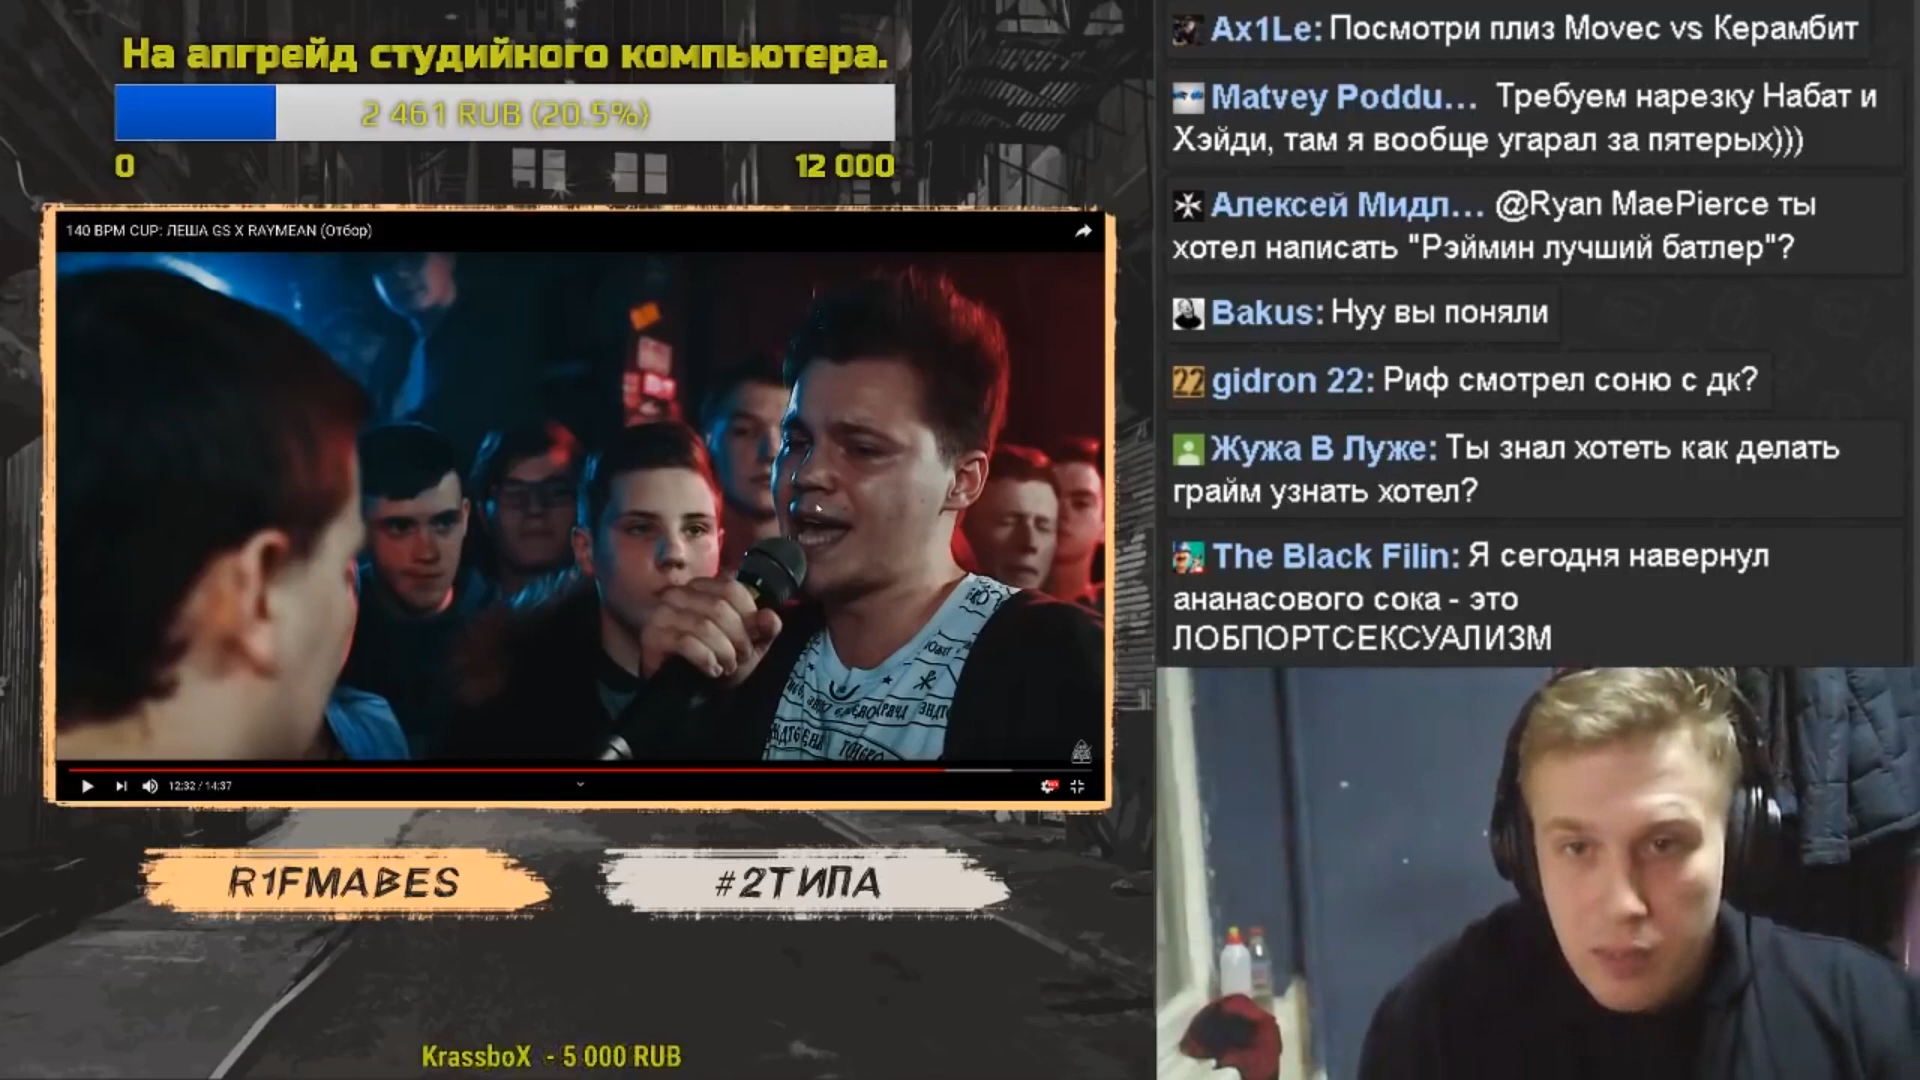 На апгрейд студийного компьютера.
2 461 RUB (20.5%)
0
12 000
140 BPM CUP: ЛЕША GS X RAYMEAN (Отбор)
12:32 / 14:37
R1FMABES
#2ТИПА
KrassboX - 5 000 RUB
Ax1Le: Посмотри плиз Movec vs Керамбит
Matvey Poddu... Требуем нарезку Набат и
Хэйди, там я вообще угарал за пятерых)))
Алексей Мидл... @Ryan MaePierce ты
хотел написать "Рэймин лучший батлер"?
Bakus: Нуу вы поняли
22 gidron 22: Риф смотрел соню с дк?
Жужа В Луже: Ты знал хотеть как делать
грайм узнать хотел?
The Black Filin: Я сегодня навернул
ананасового сока - это
ЛОБПОРТСЕКСУАЛИЗМ